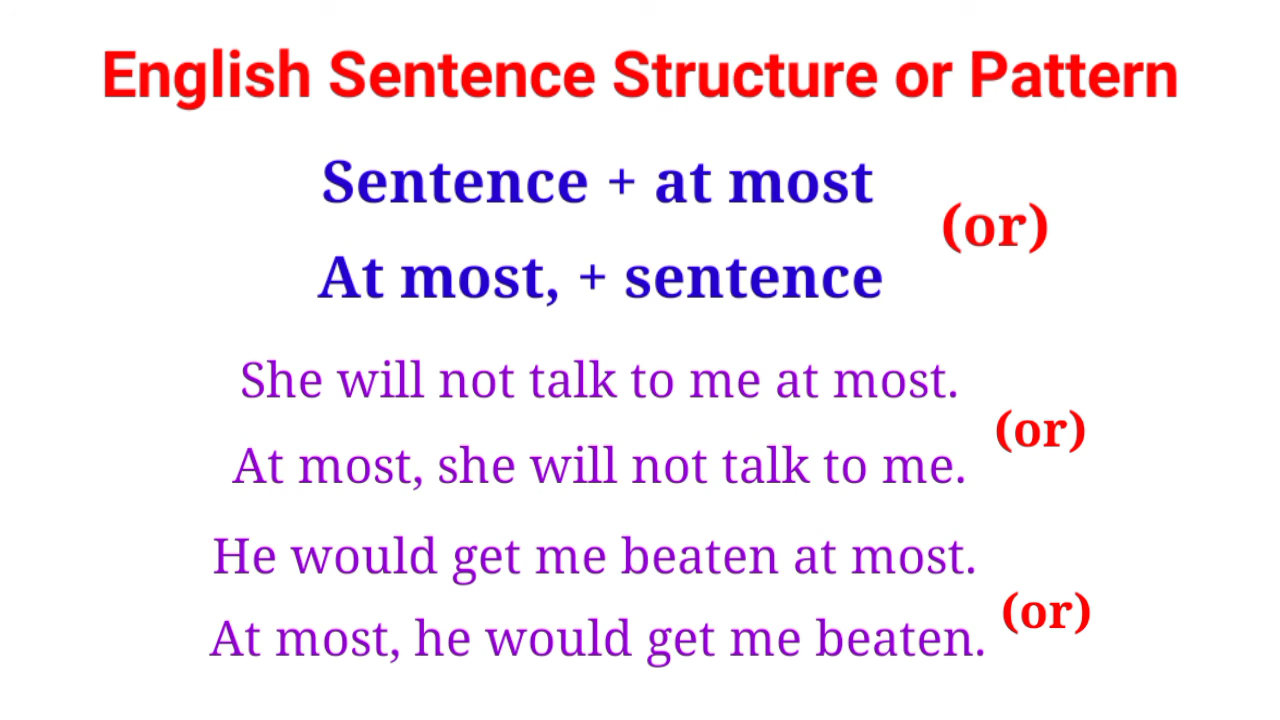 English Sentence Structure or Pattern
Sentence + at most
(or)
At most, + sentence
She will not talk to me at most.
(or)
At most, she will not talk to me.
He would get me beaten at most.
(or)
At most, he would get me beaten.